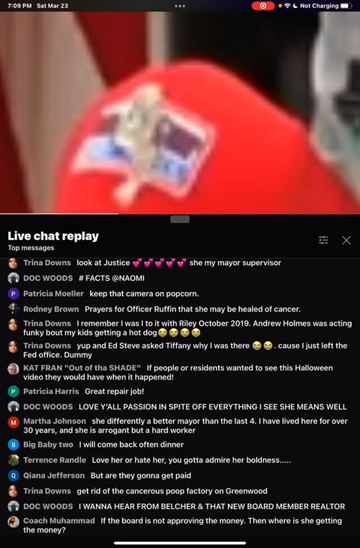 7:09 PM Sat Mar 23
Not Charging
Live chat replay
Top messages
Trina Downs look at Justice 💕💕💕💕💕 she my mayor supervisor
DOC WOODS # FACTS @NAOMI
P Patricia Moeller keep that camera on popcorn.
Rodney Brown Prayers for Officer Ruffin that she may be healed of cancer.
Trina Downs I remember I was I to it with Riley October 2019. Andrew Holmes was acting
funky bout my kids getting a hot dog😂😂😂😂
Trina Downs yup and Ed Steve asked Tiffany why I was there 😂😂. cause I just left the
Fed office. Dummy
KAT FRAN "Out of tha SHADE" If people or residents wanted to see this Halloween
video they would have when it happened!
P Patricia Harris Great repair job!
DOC WOODS LOVE Y'ALL PASSION IN SPITE OFF EVERYTHING I SEE SHE MEANS WELL
M Martha Johnson she differently a better mayor than the last 4. I have lived here for over
30 years, and she is arrogant but a hard worker
B Big Baby two I will come back often dinner
Terrence Randle Love her or hate her, you gotta admire her boldness.....
Q Qiana Jefferson But are they gonna get paid
Trina Downs get rid of the cancerous poop factory on Greenwood
DOC WOODS I WANNA HEAR FROM BELCHER & THAT NEW BOARD MEMBER REALTOR
Coach Muhammad If the board is not approving the money. Then where is she getting
the money?